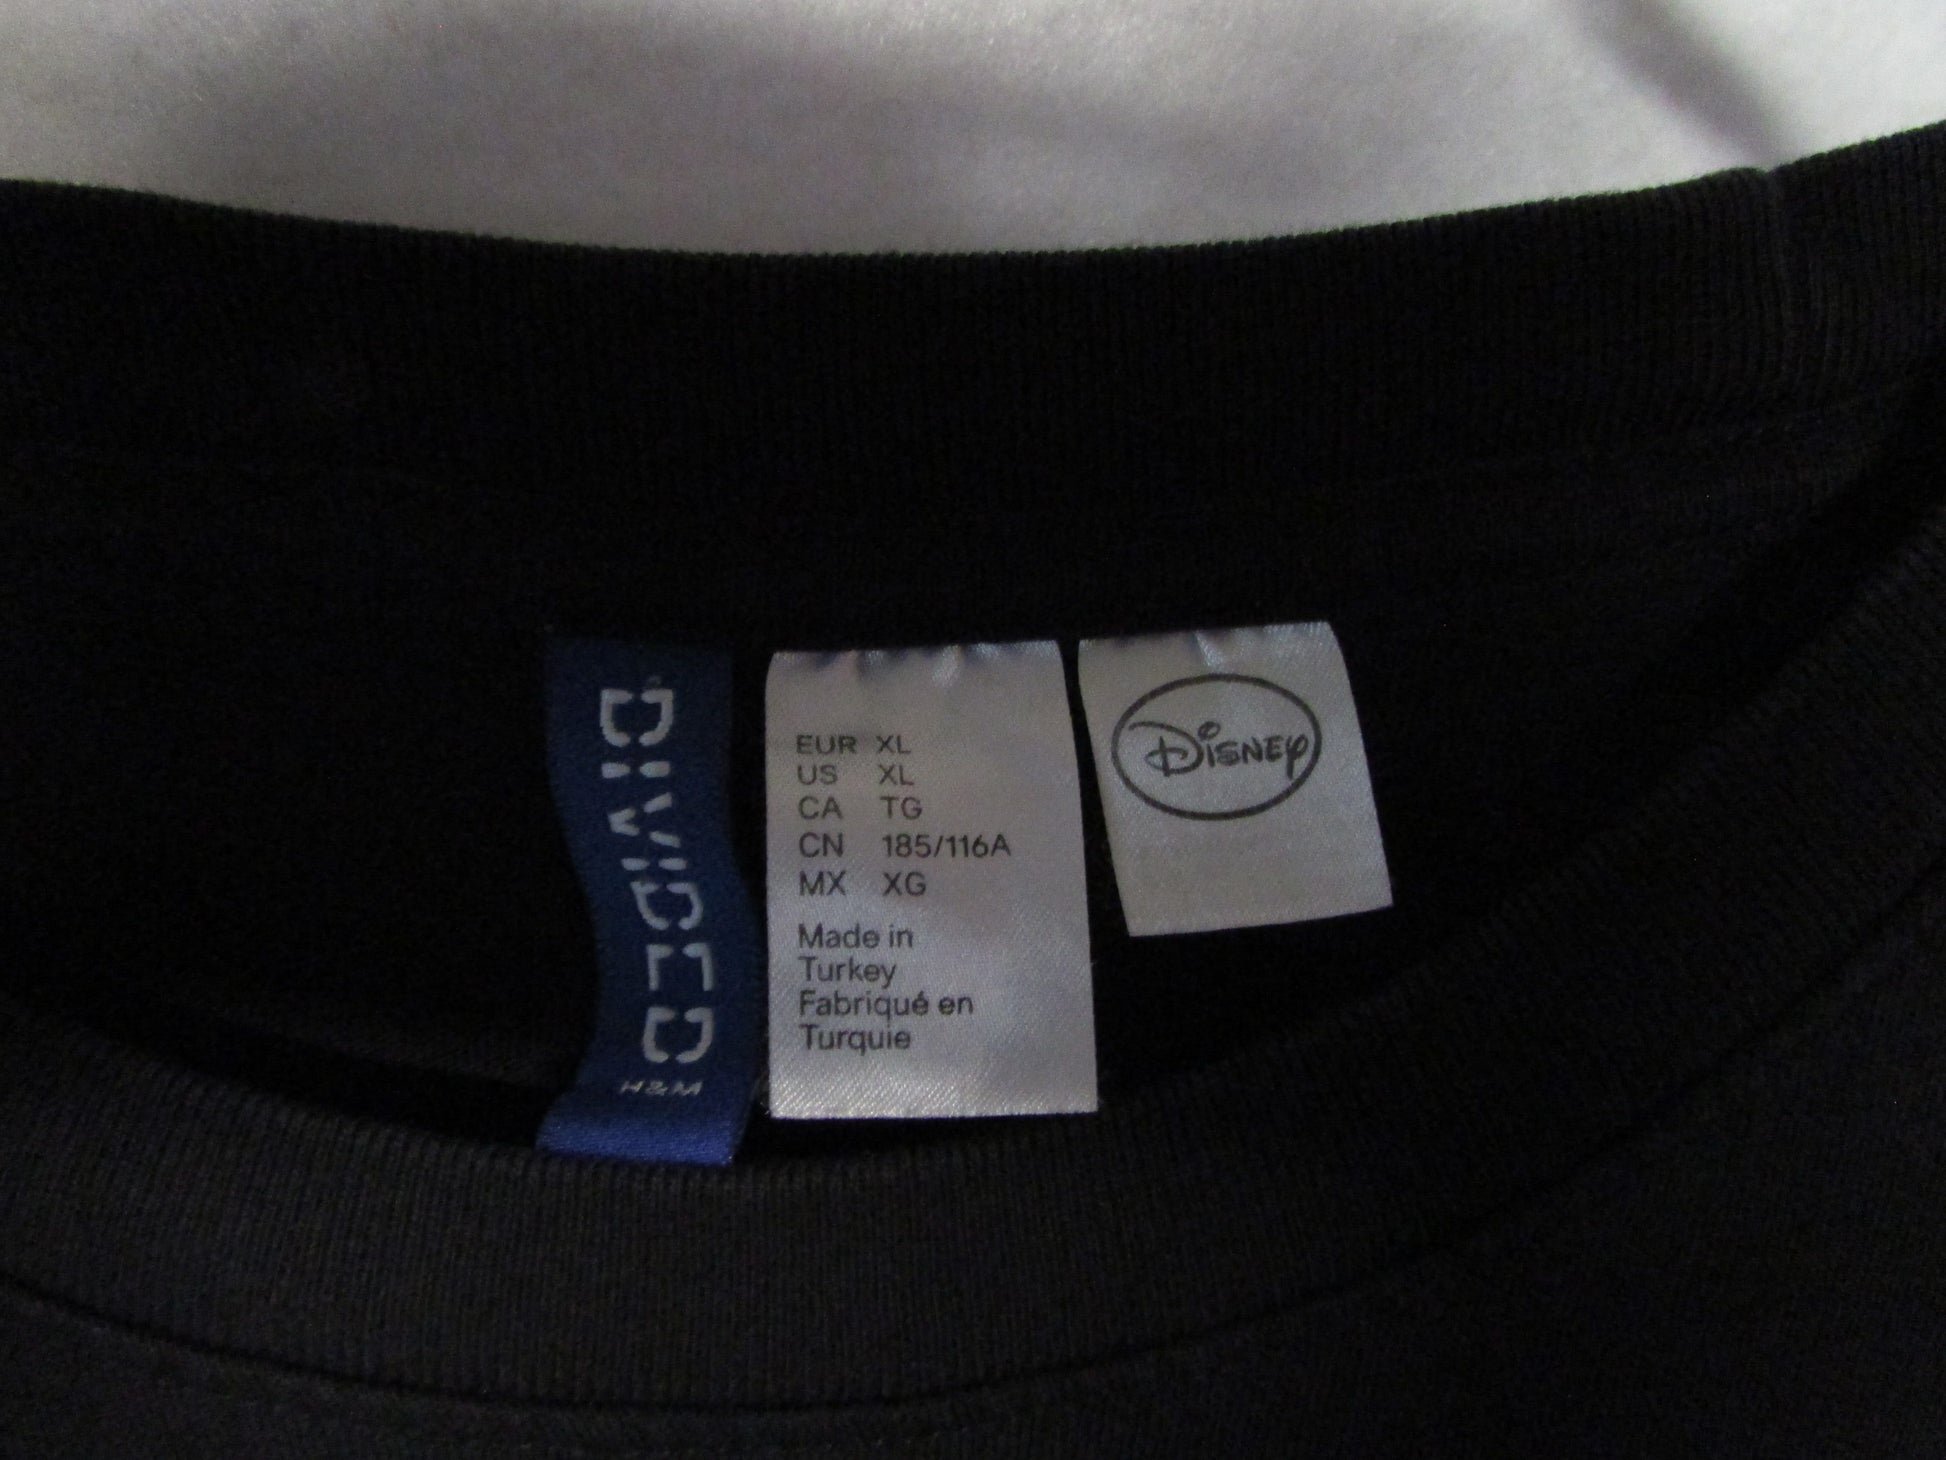 DIVIDED
H&M
EUR XL
US XL
CA TG
CN 185/116A
MX XG
Made in
Turkey
Fabriqué en
Turquie
Disney